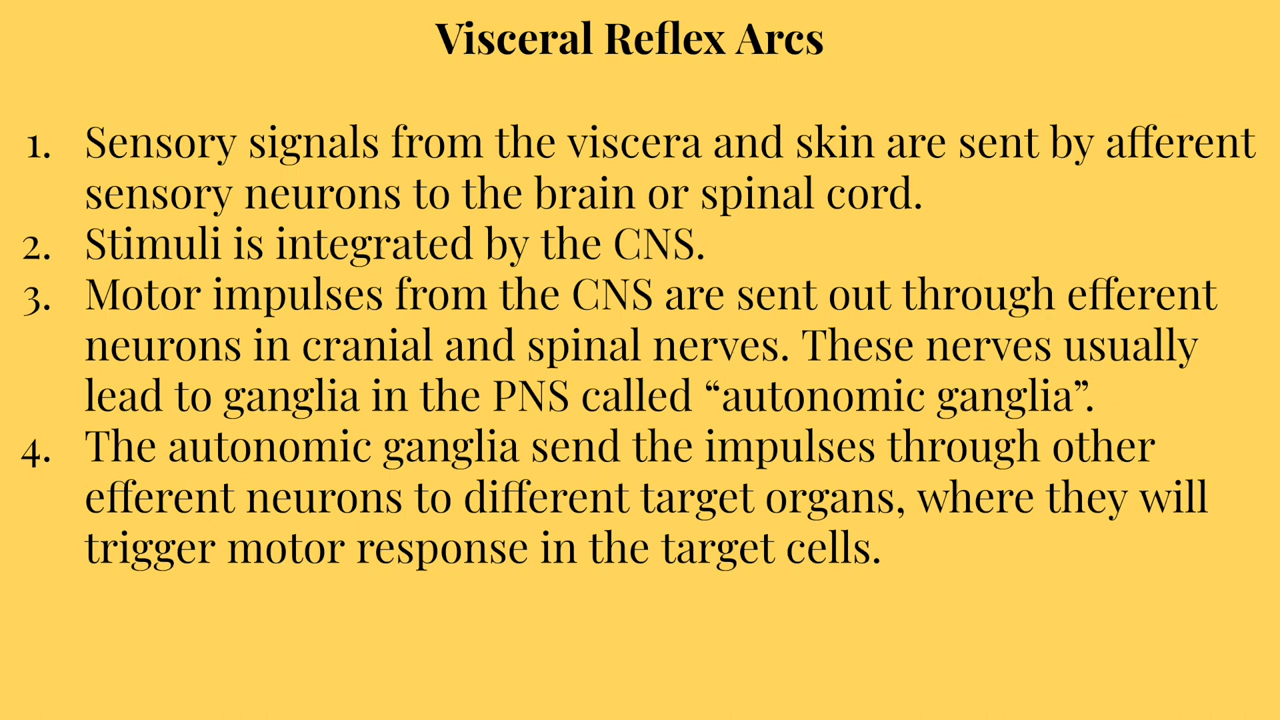 Visceral Reflex Arcs
1. Sensory signals from the viscera and skin are sent by afferent
sensory neurons to the brain or spinal cord.
2. Stimuli is integrated by the CNS.
3. Motor impulses from the CNS are sent out through efferent
neurons in cranial and spinal nerves. These nerves usually
lead to ganglia in the PNS called “autonomic ganglia”.
4. The autonomic ganglia send the impulses through other
efferent neurons to different target organs, where they will
trigger motor response in the target cells.